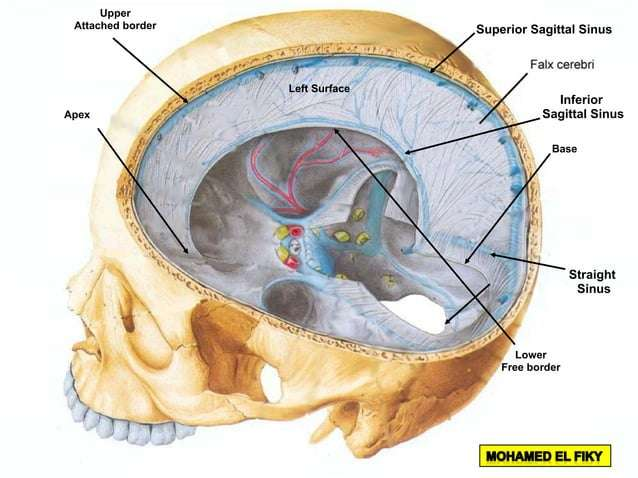 Upper
Attached border
Superior Sagittal Sinus
Falx cerebri
Left Surface
Inferior
Sagittal Sinus
Apex
Base
Straight
Sinus
Lower
Free border
MOHAMED EL FIKY